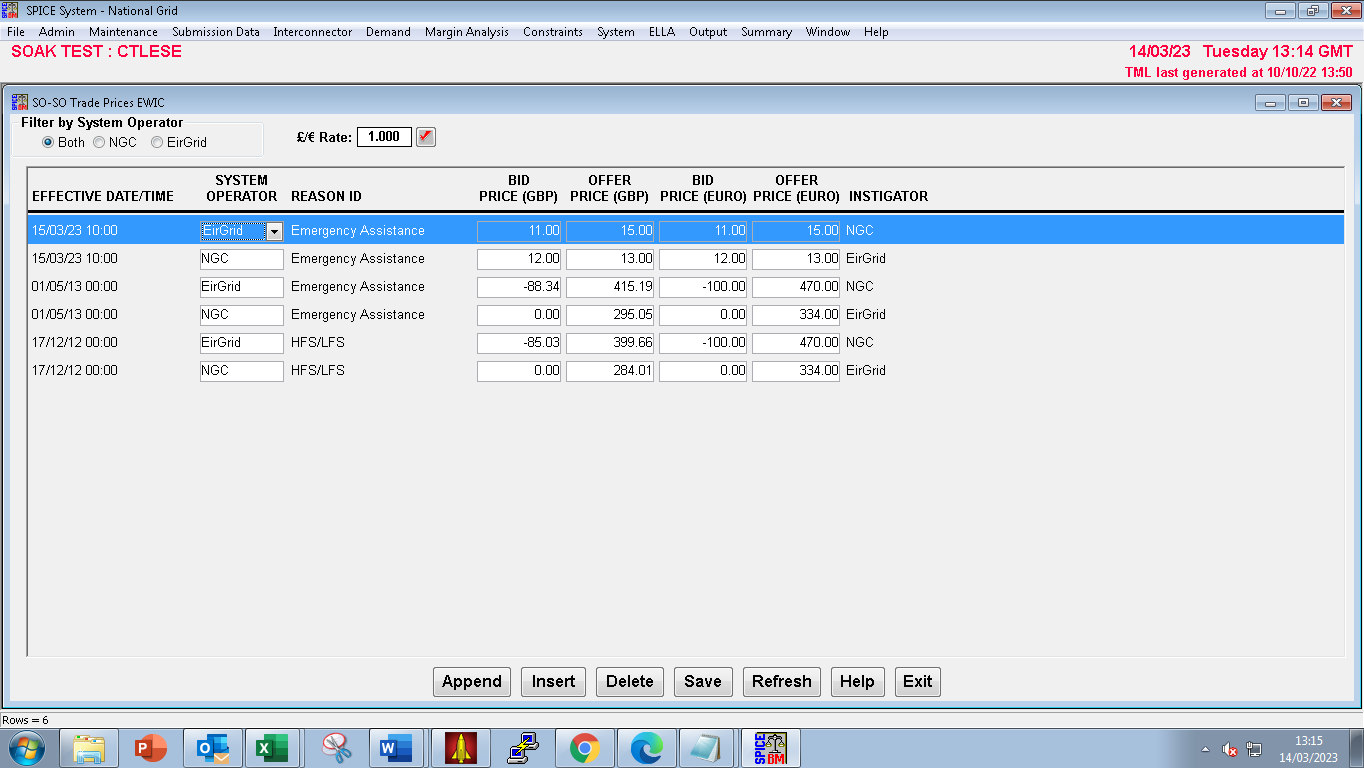 SPICE System - National Grid
File Admin Maintenance Submission Data Interconnector Demand Margin Analysis Constraints System ELLA Output Summary Window Help
SOAK TEST : CTLESE 14/03/23 Tuesday 13:14 GMT
TML last generated at 10/10/22 13:50
SO-SO Trade Prices EWIC
Filter by System Operator
Both NGC EirGrid £/€ Rate: 1.000
SYSTEM BID OFFER BID OFFER
EFFECTIVE DATE/TIME OPERATOR REASON ID PRICE (GBP) PRICE (GBP) PRICE (EURO) PRICE (EURO) INSTIGATOR
15/03/23 10:00 EirGrid Emergency Assistance 11.00 15.00 11.00 15.00 NGC
15/03/23 10:00 NGC Emergency Assistance 12.00 13.00 12.00 13.00 EirGrid
01/05/13 00:00 EirGrid Emergency Assistance -88.34 415.19 -100.00 470.00 NGC
01/05/13 00:00 NGC Emergency Assistance 0.00 295.05 0.00 334.00 EirGrid
17/12/12 00:00 EirGrid HFS/LFS -85.03 399.66 -100.00 470.00 NGC
17/12/12 00:00 NGC HFS/LFS 0.00 284.01 0.00 334.00 EirGrid
Append Insert Delete Save Refresh Help Exit
Rows = 6
SPICE BM
13:15
14/03/2023